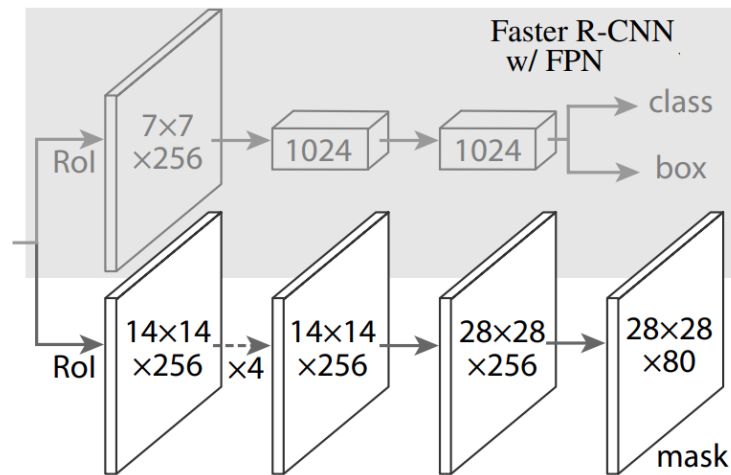 Faster R-CNN
w/ FPN
RoI
7×7
×256
1024
1024
class
box
RoI
14×14
×256
×4
14×14
×256
28×28
×256
28×28
×80
mask